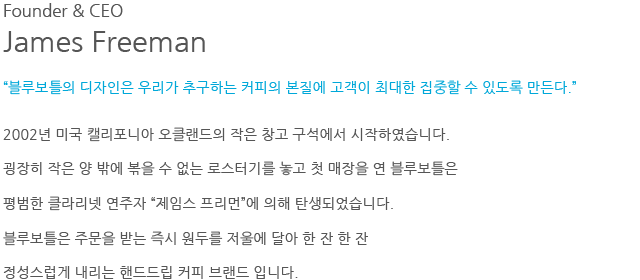 Founder & CEO
James Freeman
“블루보틀의 디자인은 우리가 추구하는 커피의 본질에 고객이 최대한 집중할 수 있도록 만든다.”
2002년 미국 캘리포니아 오클랜드의 작은 창고 구석에서 시작하였습니다.
굉장히 작은 양 밖에 볶을 수 없는 로스터기를 놓고 첫 매장을 연 블루보틀은
평범한 클라리넷 연주자 “제임스 프리먼”에 의해 탄생되었습니다.
블루보틀은 주문을 받는 즉시 원두를 저울에 달아 한 잔 한 잔
정성스럽게 내리는 핸드드립 커피 브랜드 입니다.